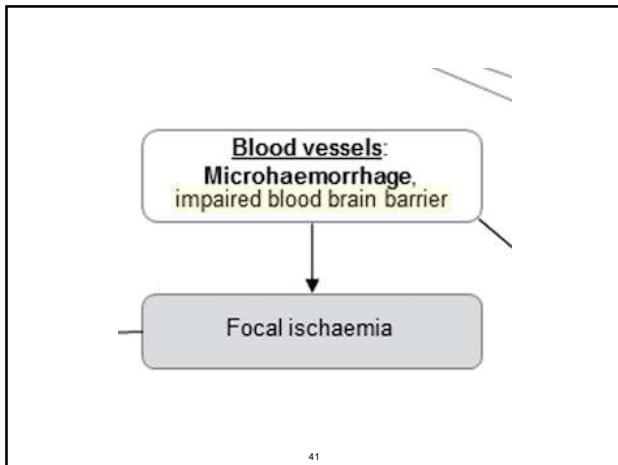 Blood vessels:
Microhaemorrhage,
impaired blood brain barrier
Focal ischaemia
41